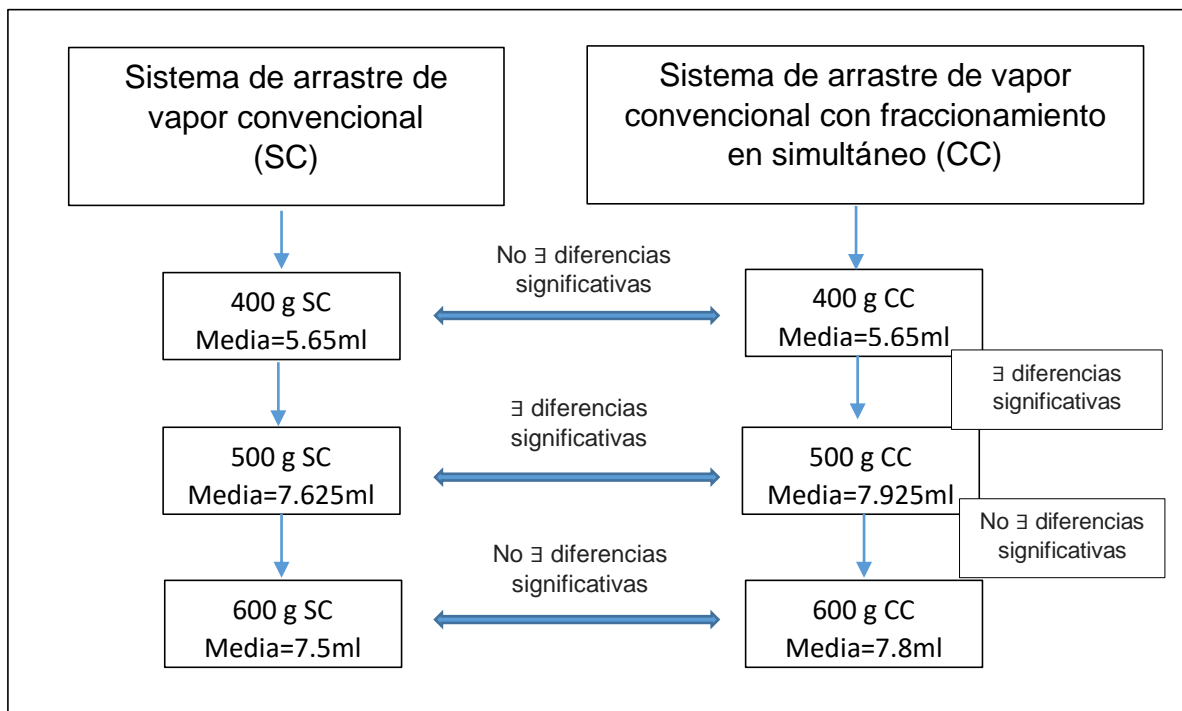 Sistema de arrastre de
vapor convencional
(SC)
Sistema de arrastre de vapor
convencional con fraccionamiento
en simultáneo (CC)
No ∃ diferencias
significativas
400 g SC
Media=5.65ml
400 g CC
Media=5.65ml
∃ diferencias
significativas
∃ diferencias
significativas
500 g SC
Media=7.625ml
500 g CC
Media=7.925ml
No ∃ diferencias
significativas
No ∃ diferencias
significativas
600 g SC
Media=7.5ml
600 g CC
Media=7.8ml